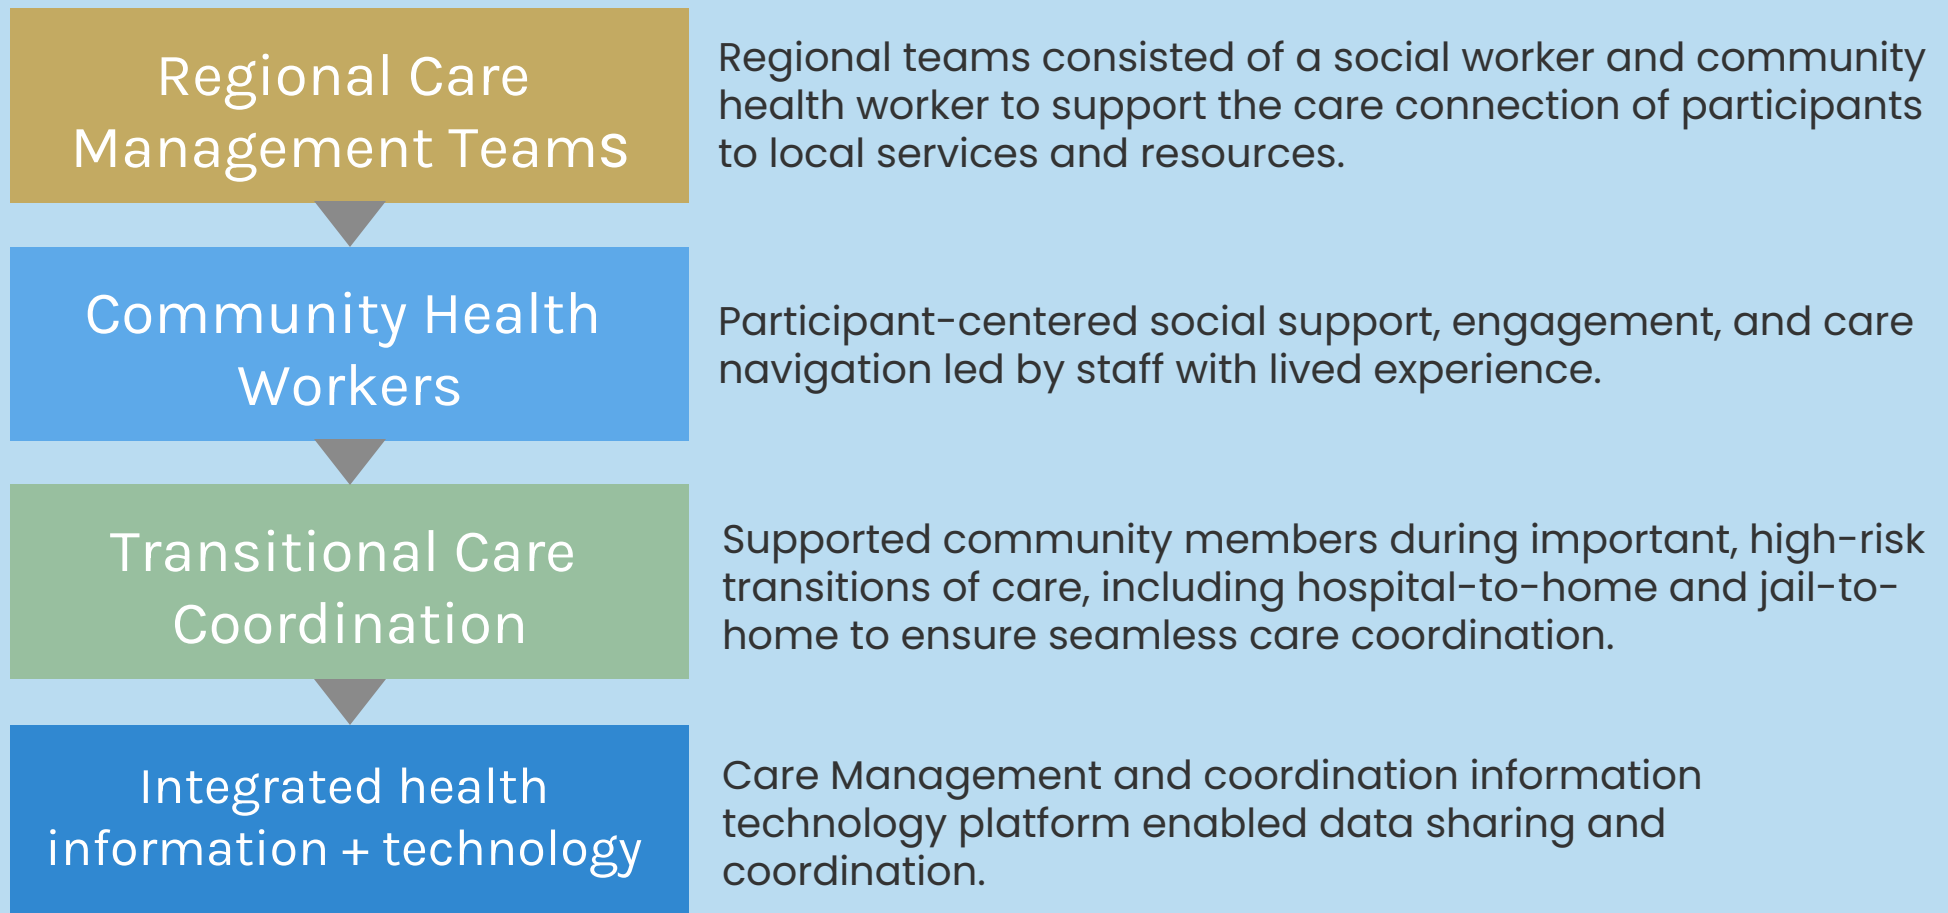 Regional Care
Management Teams
Regional teams consisted of a social worker and community
health worker to support the care connection of participants
to local services and resources.
Community Health
Workers
Participant-centered social support, engagement, and care
navigation led by staff with lived experience.
Transitional Care
Coordination
Supported community members during important, high-risk
transitions of care, including hospital-to-home and jail-to-
home to ensure seamless care coordination.
Integrated health
information + technology
Care Management and coordination information
technology platform enabled data sharing and
coordination.